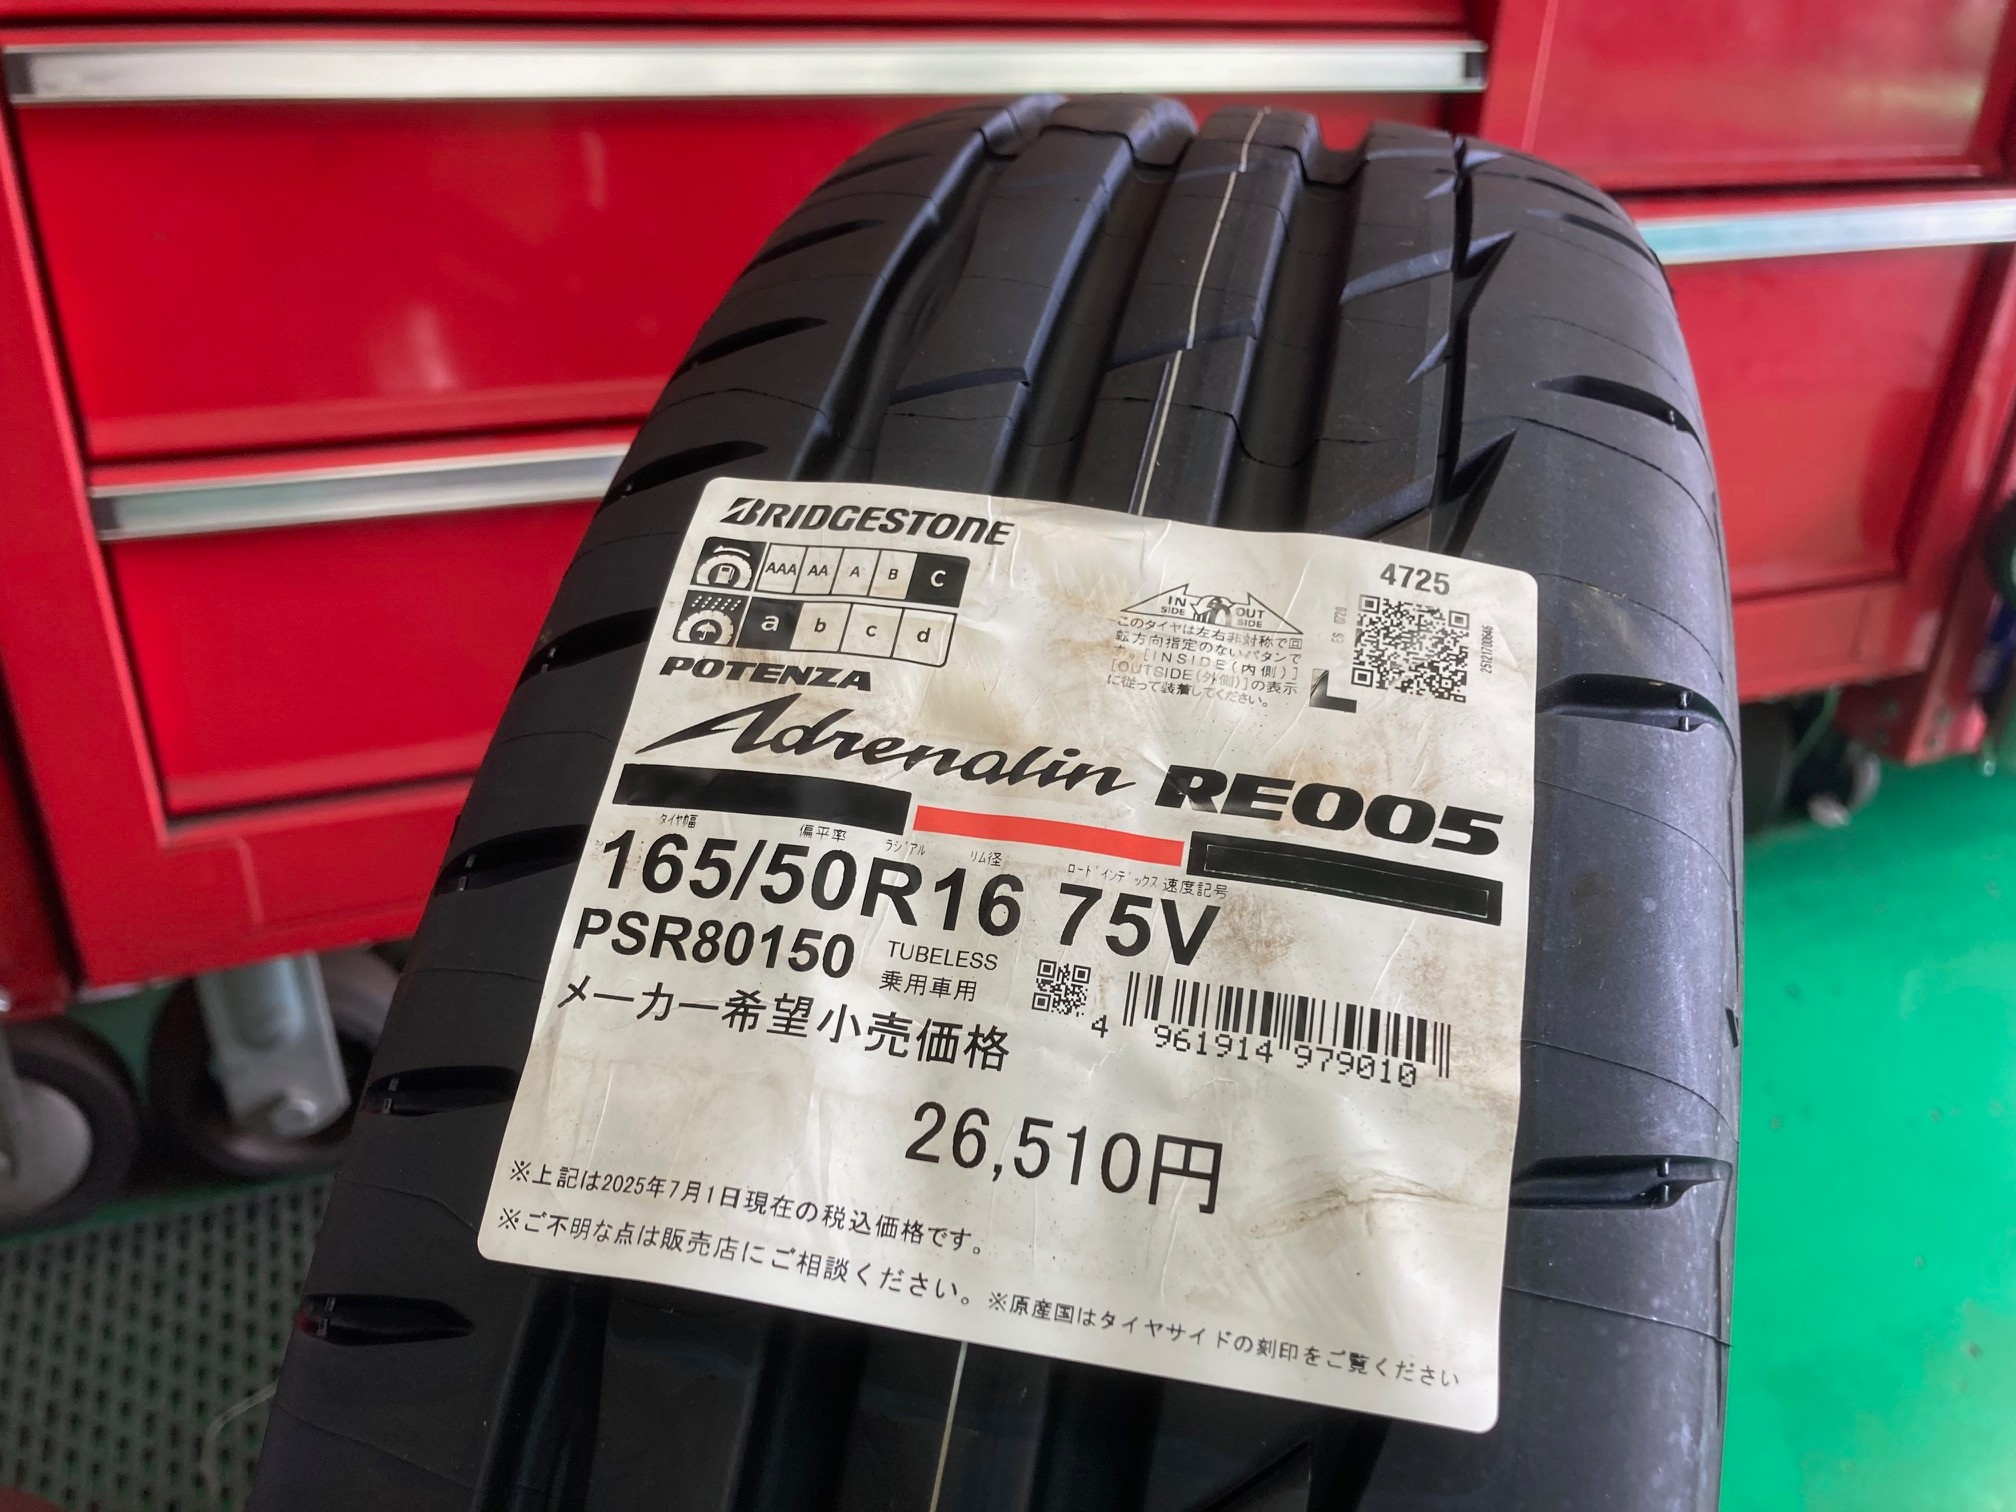 BRIDGESTONE
AAA AA A B C
a b c d
4725
IN SIDE OUT SIDE
このタイヤは左右非対称で回
転方向指定のないパタンで
す。[INSIDE(内側)]
[OUTSIDE(外側)]の表示
に従って装着してください。
L
ES 0720
25121700646
POTENZA
Adrenalin RE005
タイヤ幅 偏平率 ラジアル リム径 ロードインデックス 速度記号
165/50R16 75V
PSR80150 TUBELESS
乗用車用
4 961914 979010
メーカー希望小売価格
26,510円
※上記は2025年7月1日現在の税込価格です。
※ご不明な点は販売店にご相談ください。※原産国はタイヤサイドの刻印をご覧ください